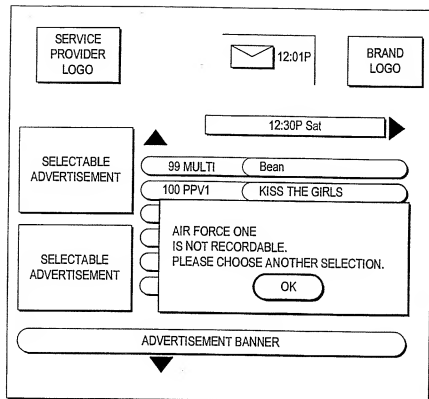 SERVICE
PROVIDER
LOGO
12:01P
BRAND
LOGO
12:30P Sat
SELECTABLE
ADVERTISEMENT
99 MULTI Bean
100 PPV1 KISS THE GIRLS
AIR FORCE ONE
IS NOT RECORDABLE.
PLEASE CHOOSE ANOTHER SELECTION.
OK
SELECTABLE
ADVERTISEMENT
ADVERTISEMENT BANNER